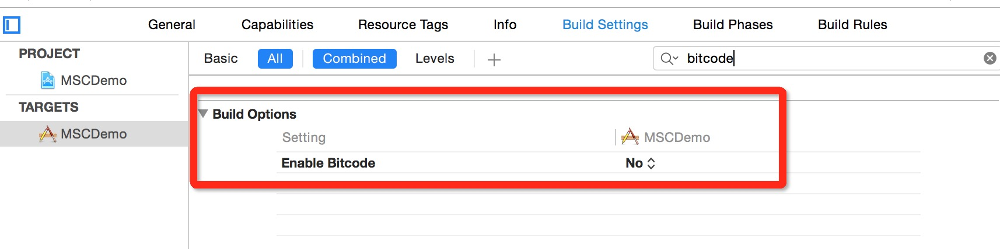 General Capabilities Resource Tags Info Build Settings Build Phases Build Rules
PROJECT
MSCDemo
TARGETS
MSCDemo
Basic All Combined Levels bitcode
Build Options
Setting MSCDemo
Enable Bitcode No